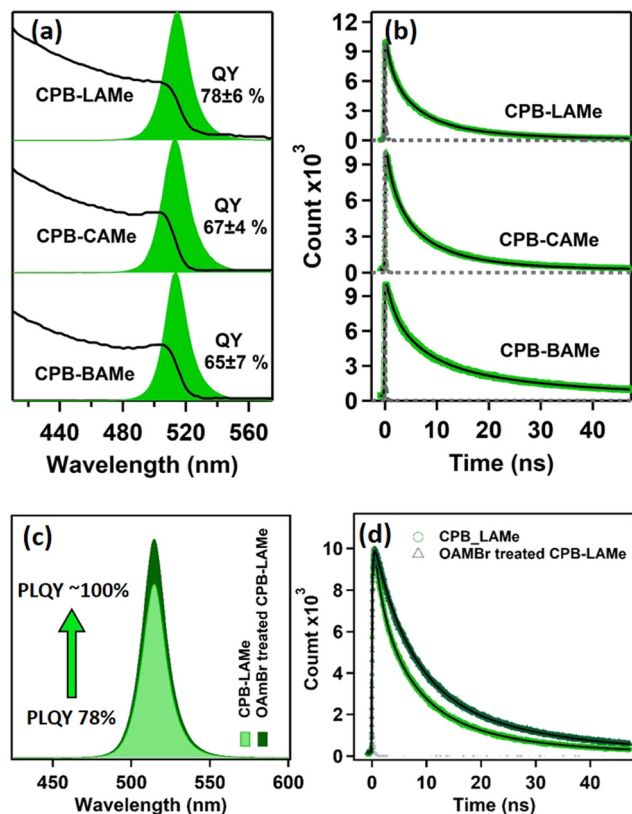 (a)
QY
78±6 %
CPB-LAMe
QY
67±4 %
CPB-CAMe
QY
65±7 %
CPB-BAMe
440 480 520 560
Wavelength (nm)
(b)
Count x10³
12
9
6
3
0
CPB-LAMe
9
6
3
0
CPB-CAMe
9
6
3
0
CPB-BAMe
0 10 20 30 40
Time (ns)
(c)
PLQY ~100%
PLQY 78%
CPB-LAMe
OAmBr treated CPB-LAMe
450 500 550 600
Wavelength (nm)
(d)
CPB_LAMe
OAMBr treated CPB-LAMe
Coumt x10³
10
8
6
4
2
0
0 10 20 30 40
Time (ns)